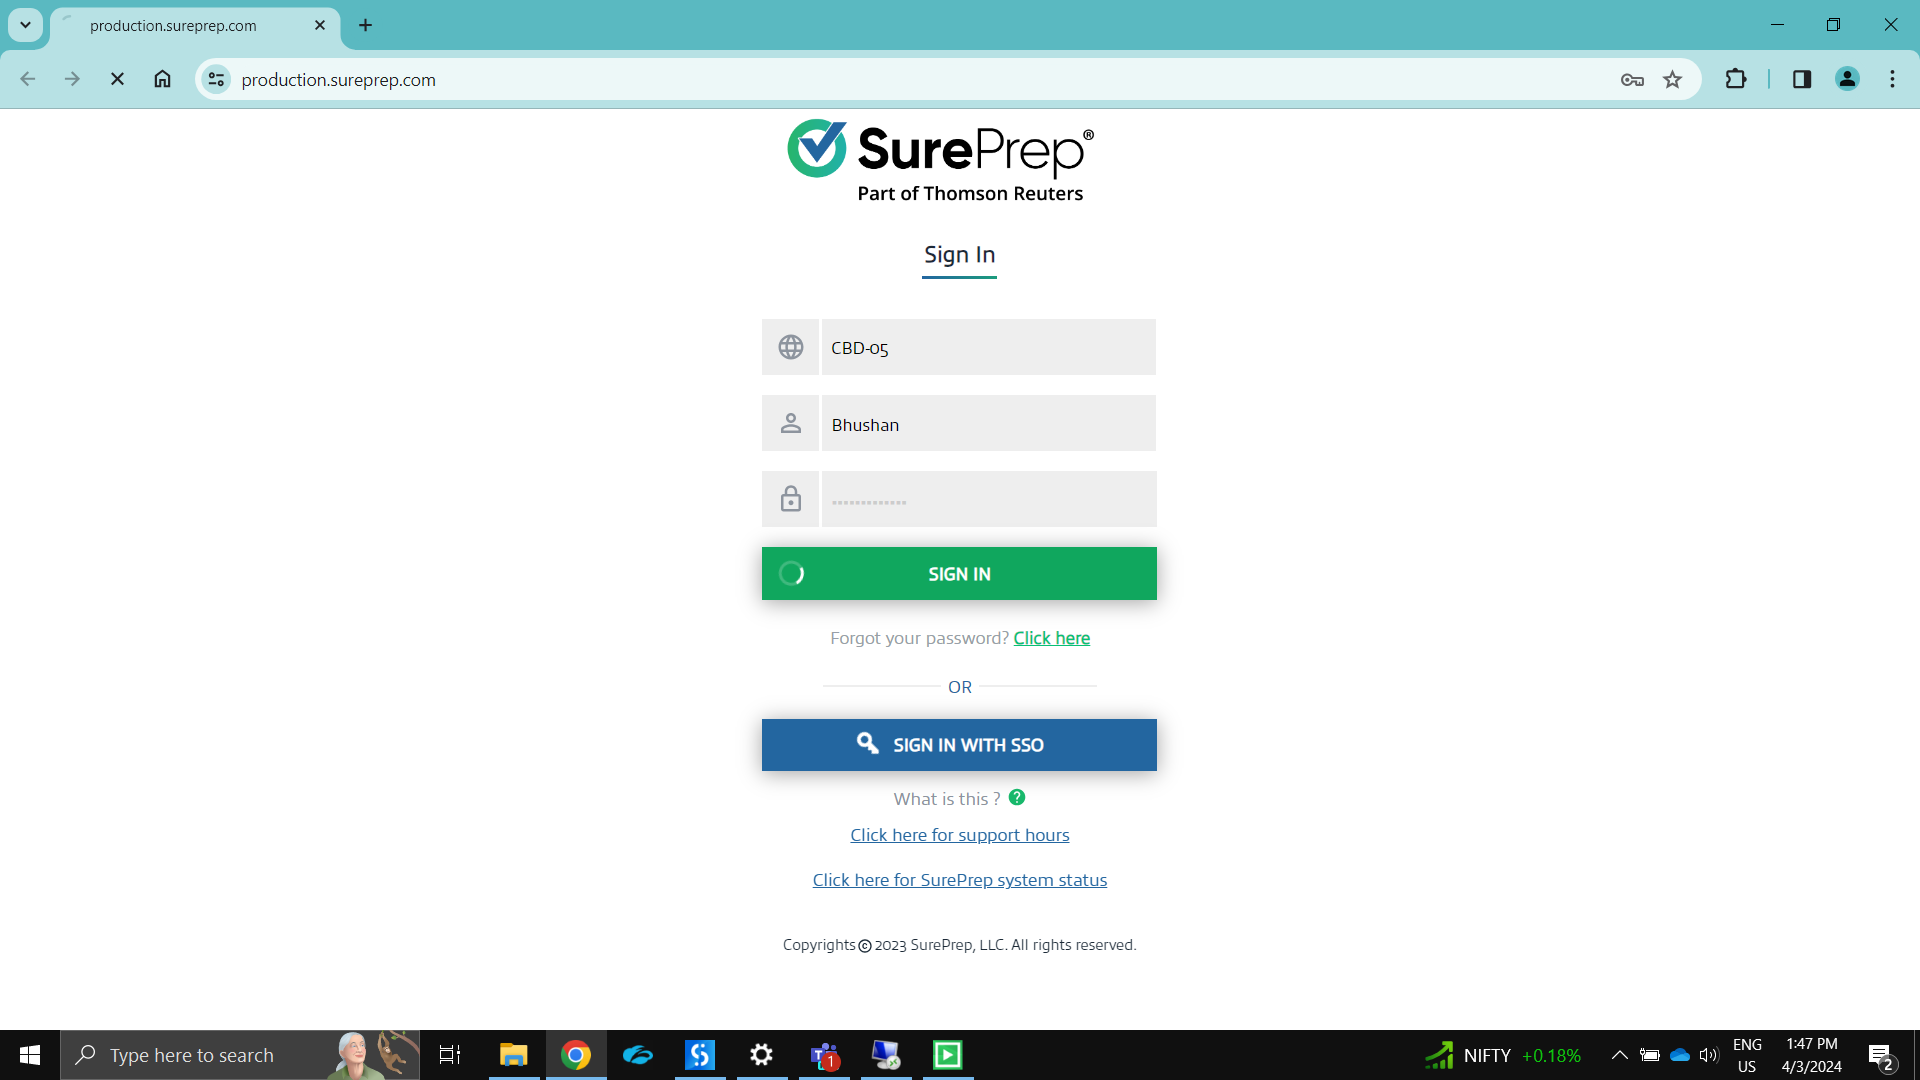 production.sureprep.com
production.sureprep.com
SurePrep®
Part of Thomson Reuters
Sign In
CBD-05
Bhushan
SIGN IN
Forgot your password? Click here
OR
SIGN IN WITH SSO
What is this ?
Click here for support hours
Click here for SurePrep system status
Copyrights © 2023 SurePrep, LLC. All rights reserved.
Type here to search
1
NIFTY +0.18%
ENG
US
1:47 PM
4/3/2024
2